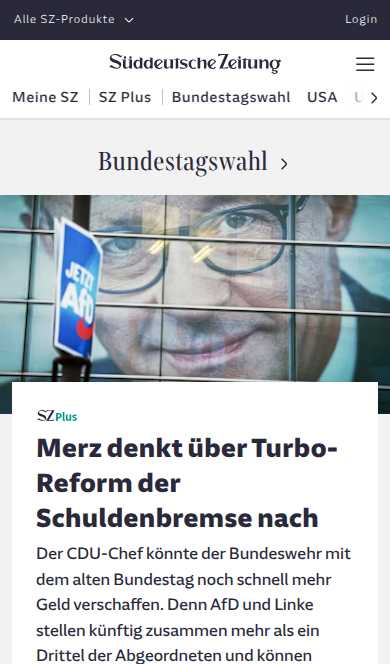 Alle SZ-Produkte
Login
Süddeutsche Zeitung
Meine SZ
SZ Plus
Bundestagswahl
USA
Bundestagswahl
JETZT
AfD
SZ Plus
Merz denkt über Turbo-
Reform der
Schuldenbremse nach
Der CDU-Chef könnte der Bundeswehr mit
dem alten Bundestag noch schnell mehr
Geld verschaffen. Denn AfD und Linke
stellen künftig zusammen mehr als ein
Drittel der Abgeordneten und können